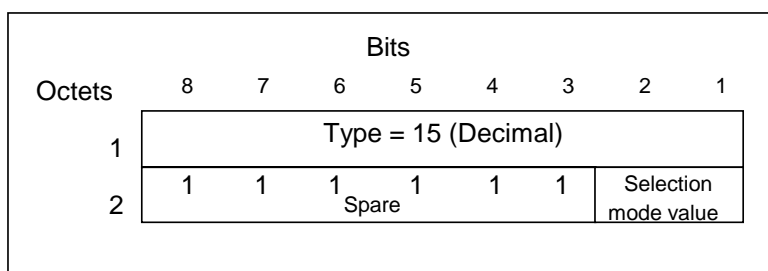 Bits
Octets 8 7 6 5 4 3 2 1
1 Type = 15 (Decimal)
2 1 1 1 1 1 1 Selection
Spare mode value